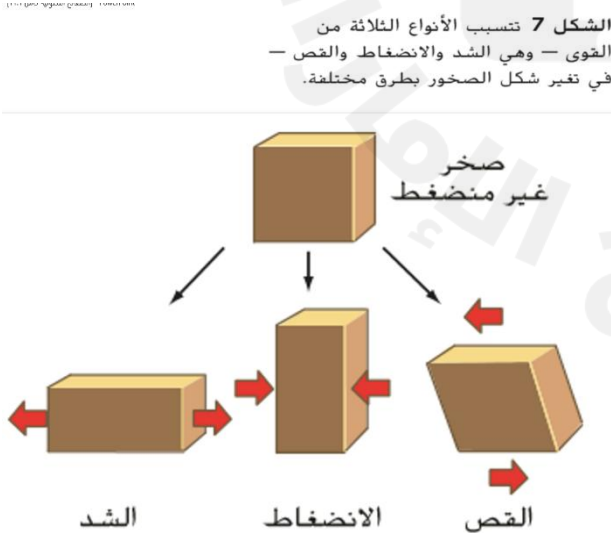 الشكل 7 تتسبب الأنواع الثلاثة من
القوى — وهي الشد والانضغاط والقص —
في تغير شكل الصخور بطرق مختلفة.
صخر
غير منضغط
القص
الانضغاط
الشد